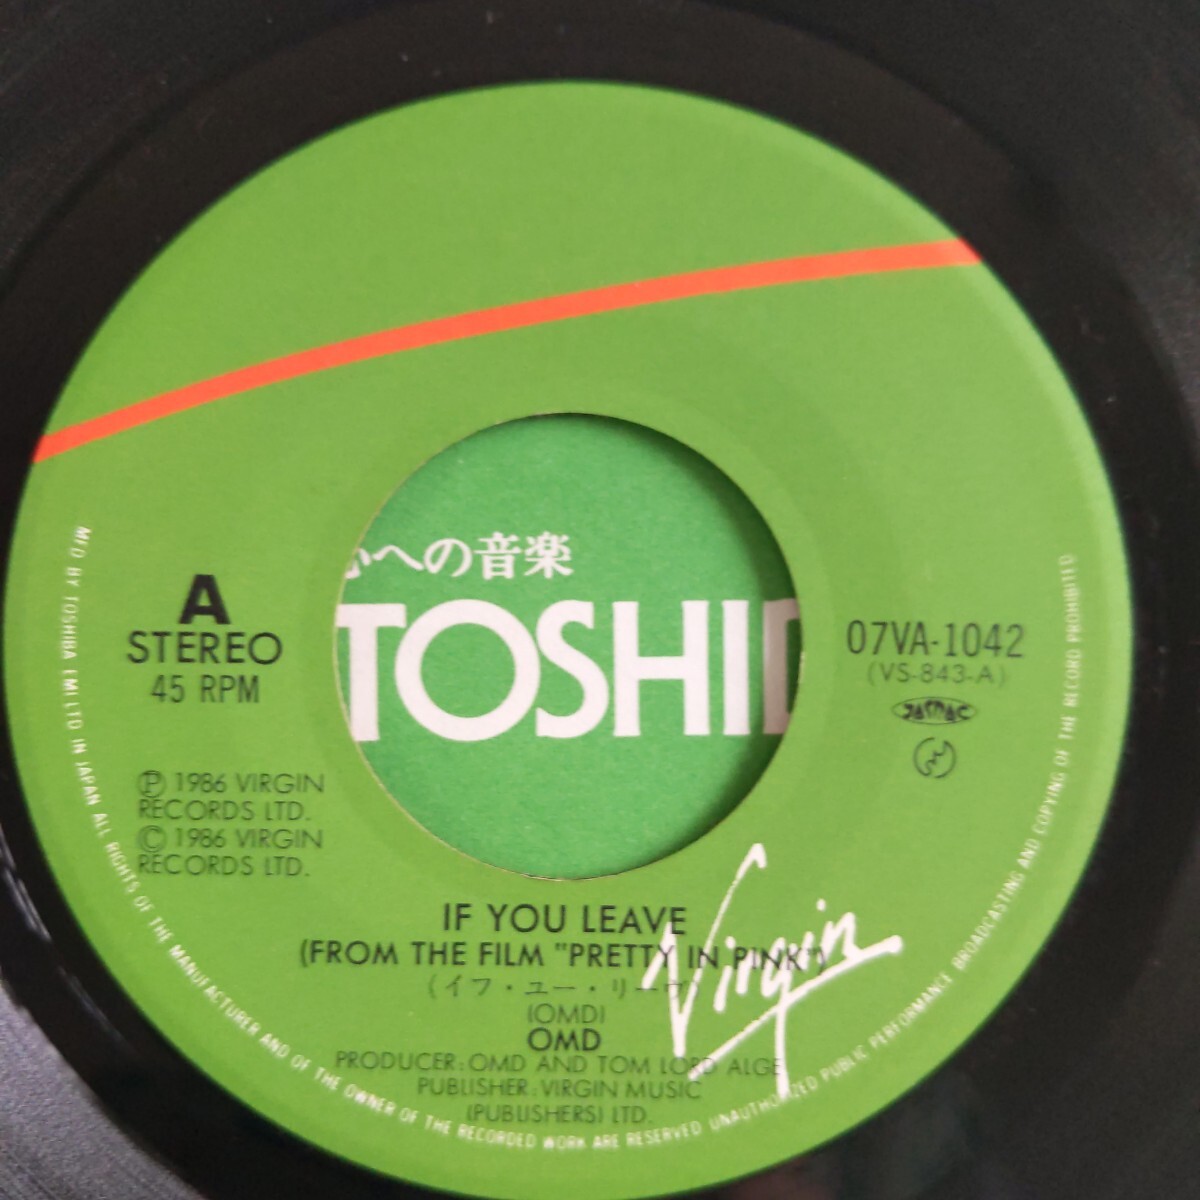 心への音楽
TOSHIB
A
STEREO
45 RPM
07VA-1042
(VS-843-A)
JASRAC
Ⓟ 1986 VIRGIN
RECORDS LTD.
© 1986 VIRGIN
RECORDS LTD.
IF YOU LEAVE
(FROM THE FILM "PRETTY IN PINK")
(イフ・ユー・リーヴ)
(OMD)
OMD
PRODUCER: OMD AND TOM LORD ALGE
PUBLISHER: VIRGIN MUSIC
(PUBLISHERS) LTD.
Virgin
MFD BY TOSHIBA EMI LTD IN JAPAN ALL RIGHTS OF THE MANUFACTURER AND OF THE OWNER OF THE RECORDED WORK ARE RESERVED UNAUTHORIZED PUBLIC PERFORMANCE BROADCASTING AND COPYING OF THE RECORD PROHIBITED